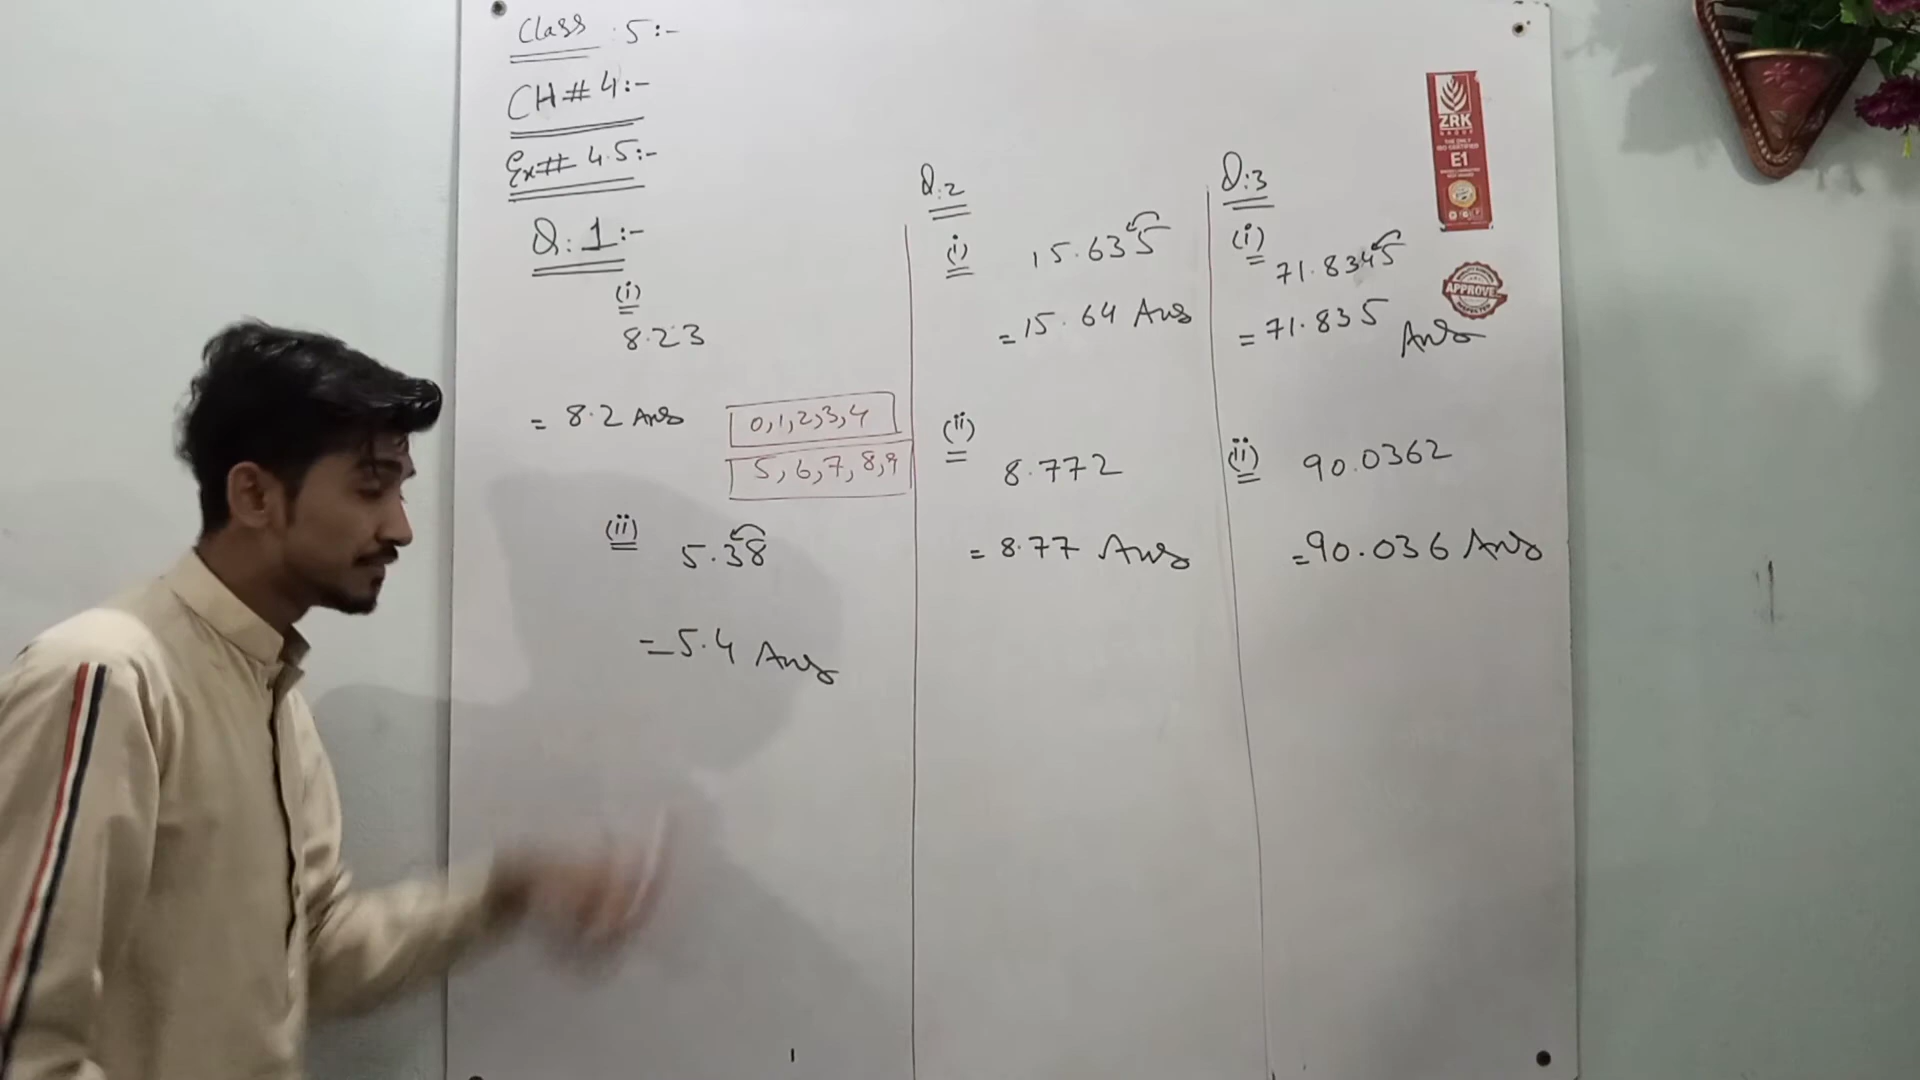 Class 5:-
CH# 4:-
Ex# 4.5:-
Q.1:-
(i)
8.23
= 8.2 Ans
0,1,2,3,4
5,6,7,8,9
(ii)
5.38
= 5.4 Ans
Q.2
(i)
15.635
= 15.64 Ans
(ii)
8.772
= 8.77 Ans
Q:3
(i)
71.8345
= 71.835 Ans
(ii) 90.0362
= 90.036 Ans
ZRK
GROUP
E1
APPROVE